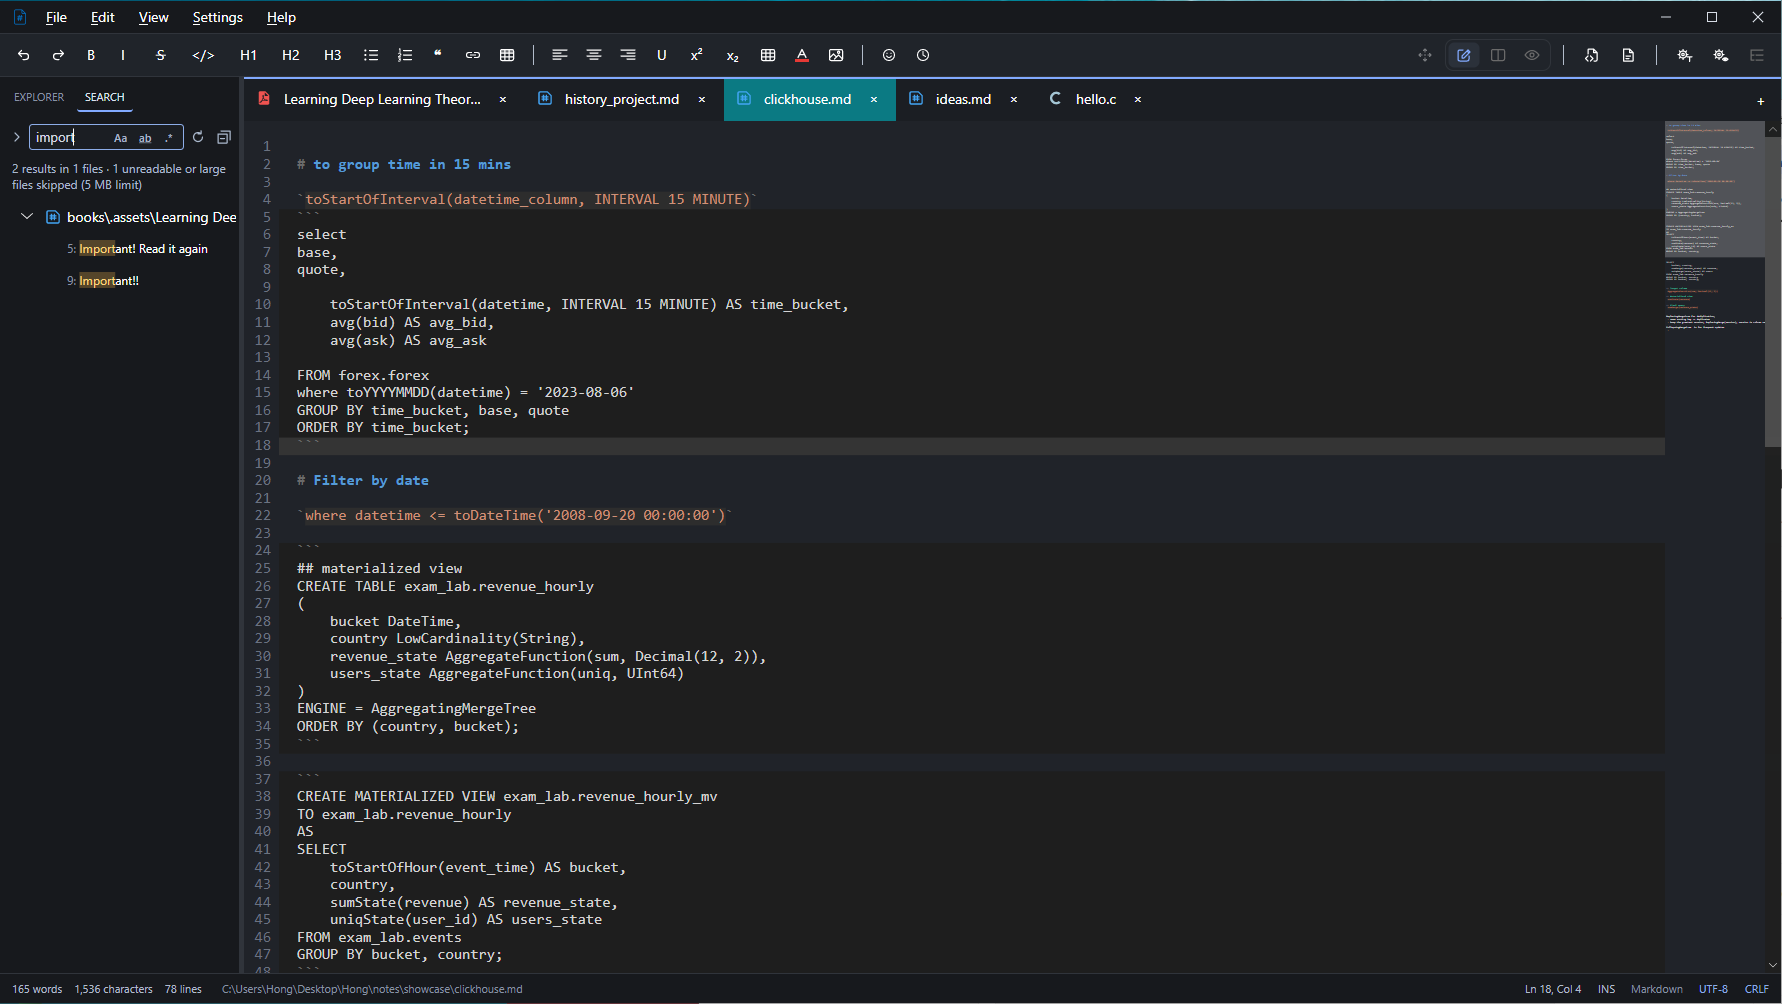 File Edit View Settings Help
B I S </> H1 H2 H3 U x² x₂ A
EXPLORER SEARCH
import Aa ab .*
2 results in 1 files · 1 unreadable or large
files skipped (5 MB limit)
books\.assets\Learning Dee
5: Important! Read it again
9: Important!!
Learning Deep Learning Theor... × history_project.md × clickhouse.md × ideas.md × C hello.c × +
1
2 # to group time in 15 mins
3
4 `toStartOfInterval(datetime_column, INTERVAL 15 MINUTE)`
5 ```
6 select
7 base,
8 quote,
9
10 toStartOfInterval(datetime, INTERVAL 15 MINUTE) AS time_bucket,
11 avg(bid) AS avg_bid,
12 avg(ask) AS avg_ask
13
14 FROM forex.forex
15 where toYYYYMMDD(datetime) = '2023-08-06'
16 GROUP BY time_bucket, base, quote
17 ORDER BY time_bucket;
18 ```
19
20 # Filter by date
21
22 `where datetime <= toDateTime('2008-09-20 00:00:00')`
23
24 ```
25 ## materialized view
26 CREATE TABLE exam_lab.revenue_hourly
27 (
28 bucket DateTime,
29 country LowCardinality(String),
30 revenue_state AggregateFunction(sum, Decimal(12, 2)),
31 users_state AggregateFunction(uniq, UInt64)
32 )
33 ENGINE = AggregatingMergeTree
34 ORDER BY (country, bucket);
35 ```
36
37 ```
38 CREATE MATERIALIZED VIEW exam_lab.revenue_hourly_mv
39 TO exam_lab.revenue_hourly
40 AS
41 SELECT
42 toStartOfHour(event_time) AS bucket,
43 country,
44 sumState(revenue) AS revenue_state,
45 uniqState(user_id) AS users_state
46 FROM exam_lab.events
47 GROUP BY bucket, country;
48 ```
165 words 1,536 characters 78 lines C:\Users\Hong\Desktop\Hong\notes\showcase\clickhouse.md Ln 18, Col 4 INS Markdown UTF-8 CRLF